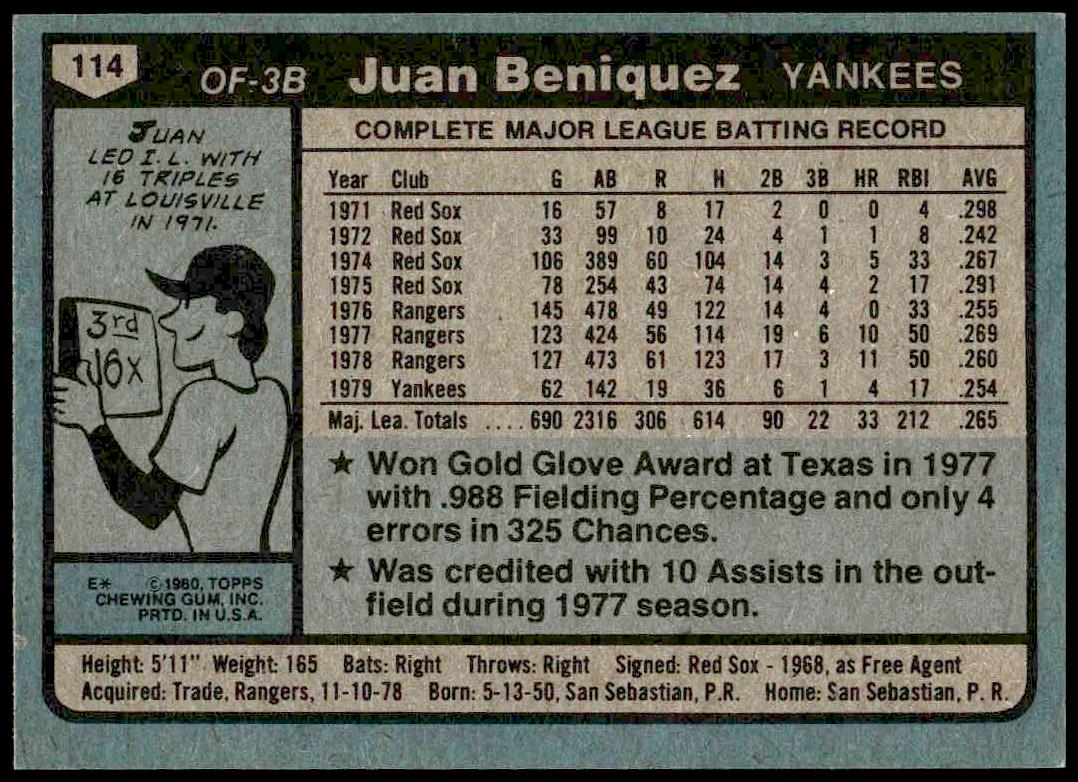 114 OF-3B Juan Beniquez YANKEES
JUAN
LED I.L. WITH
16 TRIPLES
AT LOUISVILLE
IN 1971.
3rd
16x
E* © 1980, TOPPS
CHEWING GUM, INC.
PRTD. IN U.S.A.
COMPLETE MAJOR LEAGUE BATTING RECORD
Year Club G AB R H 2B 3B HR RBI AVG
1971 Red Sox 16 57 8 17 2 0 0 4 .298
1972 Red Sox 33 99 10 24 4 1 1 8 .242
1974 Red Sox 106 389 60 104 14 3 5 33 .267
1975 Red Sox 78 254 43 74 14 4 2 17 .291
1976 Rangers 145 478 49 122 14 4 0 33 .255
1977 Rangers 123 424 56 114 19 6 10 50 .269
1978 Rangers 127 473 61 123 17 3 11 50 .260
1979 Yankees 62 142 19 36 6 1 4 17 .254
Maj. Lea. Totals .... 690 2316 306 614 90 22 33 212 .265
★ Won Gold Glove Award at Texas in 1977
with .988 Fielding Percentage and only 4
errors in 325 Chances.
★ Was credited with 10 Assists in the out-
field during 1977 season.
Height: 5'11" Weight: 165 Bats: Right Throws: Right Signed: Red Sox - 1968, as Free Agent
Acquired: Trade, Rangers, 11-10-78 Born: 5-13-50, San Sebastian, P.R. Home: San Sebastian, P. R.